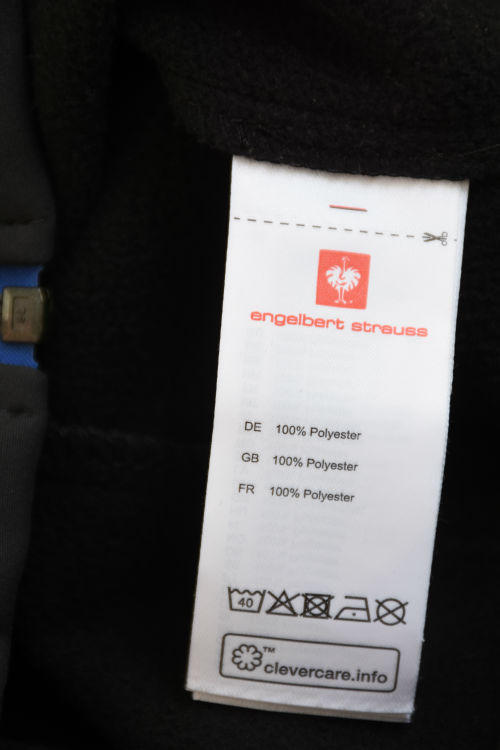 engelbert strauss
DE 100% Polyester
GB 100% Polyester
FR 100% Polyester
40
™
clevercare.info